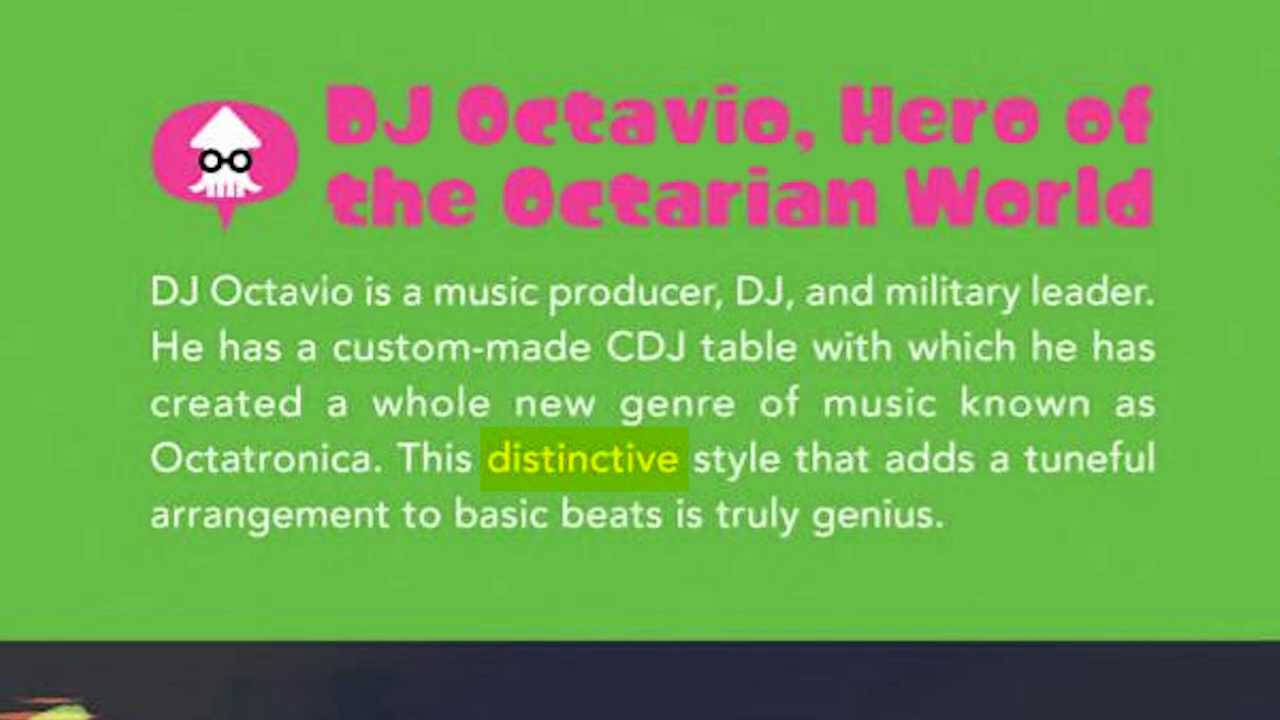 DJ Octavio, Hero of
the Octarian World
DJ Octavio is a music producer, DJ, and military leader.
He has a custom-made CDJ table with which he has
created a whole new genre of music known as
Octatronica. This distinctive style that adds a tuneful
arrangement to basic beats is truly genius.